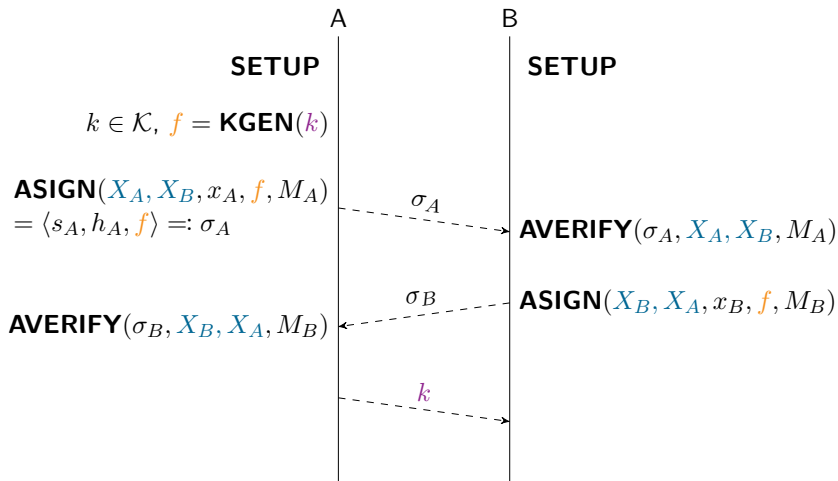 A B
SETUP SETUP
k ∈ 𝒦, f = KGEN(k)
ASIGN(X_A, X_B, x_A, f, M_A)
= ⟨s_A, h_A, f⟩ =: σ_A
σ_A
AVERIFY(σ_A, X_A, X_B, M_A)
σ_B
ASIGN(X_B, X_A, x_B, f, M_B)
AVERIFY(σ_B, X_B, X_A, M_B)
k